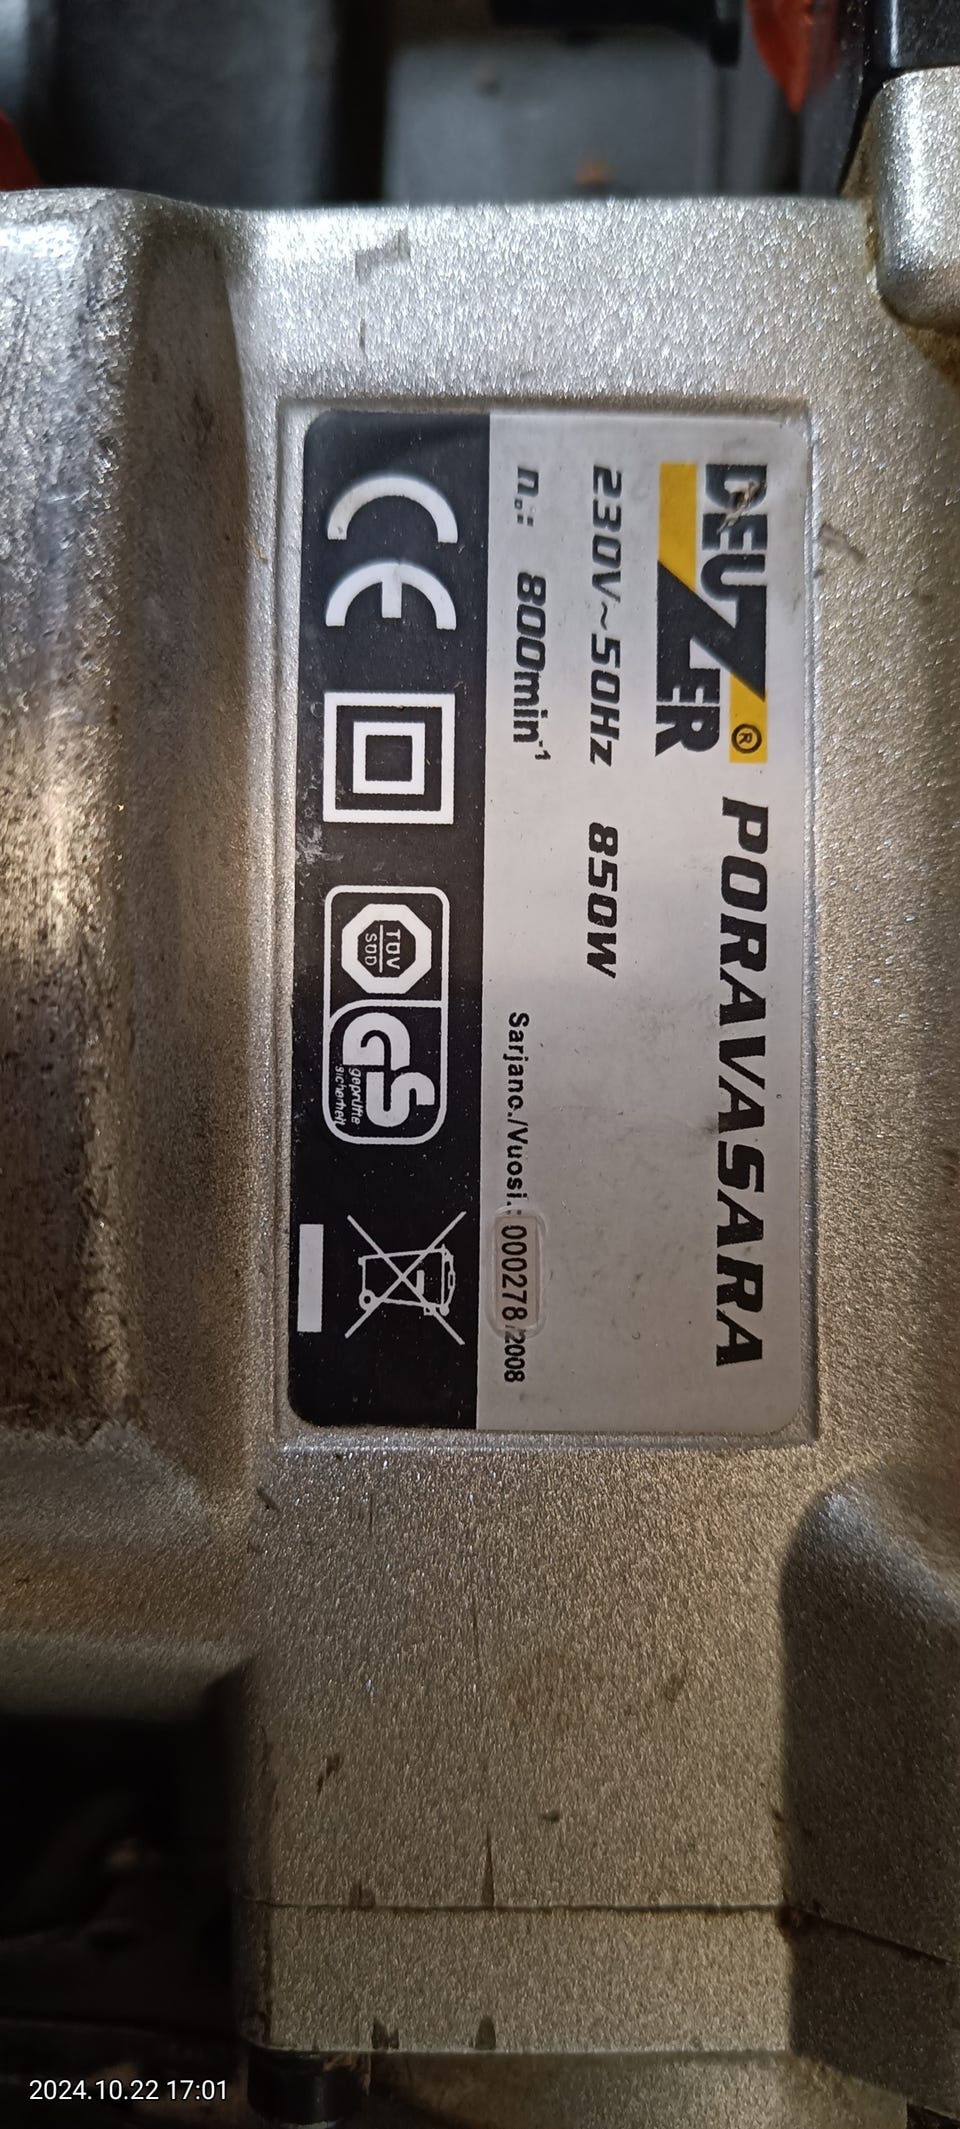 DEUZER® PORAVASARA
230V~50Hz 850W
n₀: 800min⁻¹
Sarjano./Vuosi.: 000278/2008
CE
TÜV
SÜD
GS
geprüfte
Sicherheit
2024.10.22 17:01